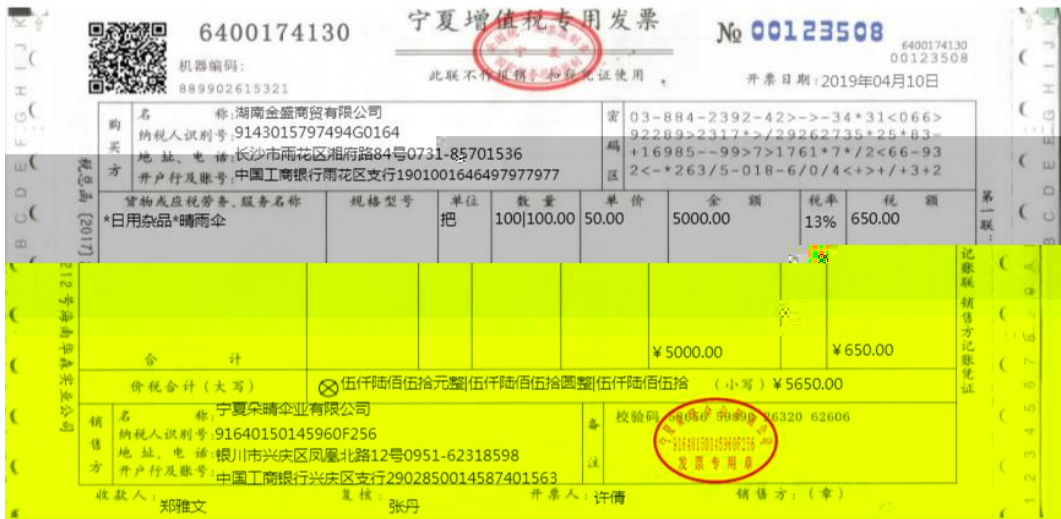 6400174130
宁夏增值税专用发票
№ 00123508
6400174130
00123508
机器编码:
889902615321
开票日期:2019年04月10日
购买方
名 称:湖南金盛商贸有限公司
纳税人识别号:9143015797494G0164
地 址、电 话:长沙市雨花区湘府路84号0731-85701536
开户行及账号:中国工商银行雨花区支行1901001646497977977
密码区
03-884-2392-42>->-34*31<066>
92289>2317*>/29262735*25*83-
+16985--99>7>1761*7*/2<66-93
2<-*263/5-018-6/0/4<+>+/+3+2
货物或应税劳务、服务名称 规格型号 单位 数 量 单 价 金 额 税率 税 额
*日用杂品*晴雨伞 把 100|100.00 50.00 5000.00 13% 650.00
合 计 ¥5000.00 ¥650.00
价税合计(大写) 伍仟陆佰伍拾元整|伍仟陆佰伍拾圆整|伍仟陆佰伍拾 (小写)¥5650.00
销售方
名 称:宁夏朵晴伞业有限公司
纳税人识别号:91640150145960F256
地 址、电 话:银川市兴庆区凤凰北路12号0951-62318598
开户行及账号:中国工商银行兴庆区支行2902850014587401563
备注
校验码 62606
91640150145960F256
发票专用章
收款人:郑雅文 复核:张丹 开票人:许倩 销售方:(章)
税总函〔2017〕
212号海南华森实业公司
第一联:
记账联 销售方记账凭证